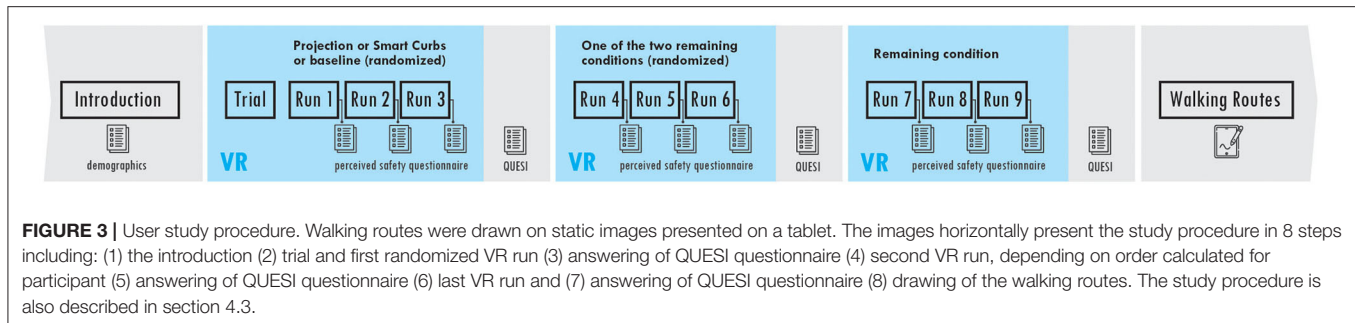 Projection or Smart Curbs
or baseline (randomized)
One of the two remaining
conditions (randomized)
Remaining condition
Introduction
Trial
Run 1
Run 2
Run 3
Run 4
Run 5
Run 6
Run 7
Run 8
Run 9
Walking Routes
demographics
VR
perceived safety questionnaire
QUESI
VR
perceived safety questionnaire
QUESI
VR
perceived safety questionnaire
QUESI
FIGURE 3 | User study procedure. Walking routes were drawn on static images presented on a tablet. The images horizontally present the study procedure in 8 steps
including: (1) the introduction (2) trial and first randomized VR run (3) answering of QUESI questionnaire (4) second VR run, depending on order calculated for
participant (5) answering of QUESI questionnaire (6) last VR run and (7) answering of QUESI questionnaire (8) drawing of the walking routes. The study procedure is
also described in section 4.3.